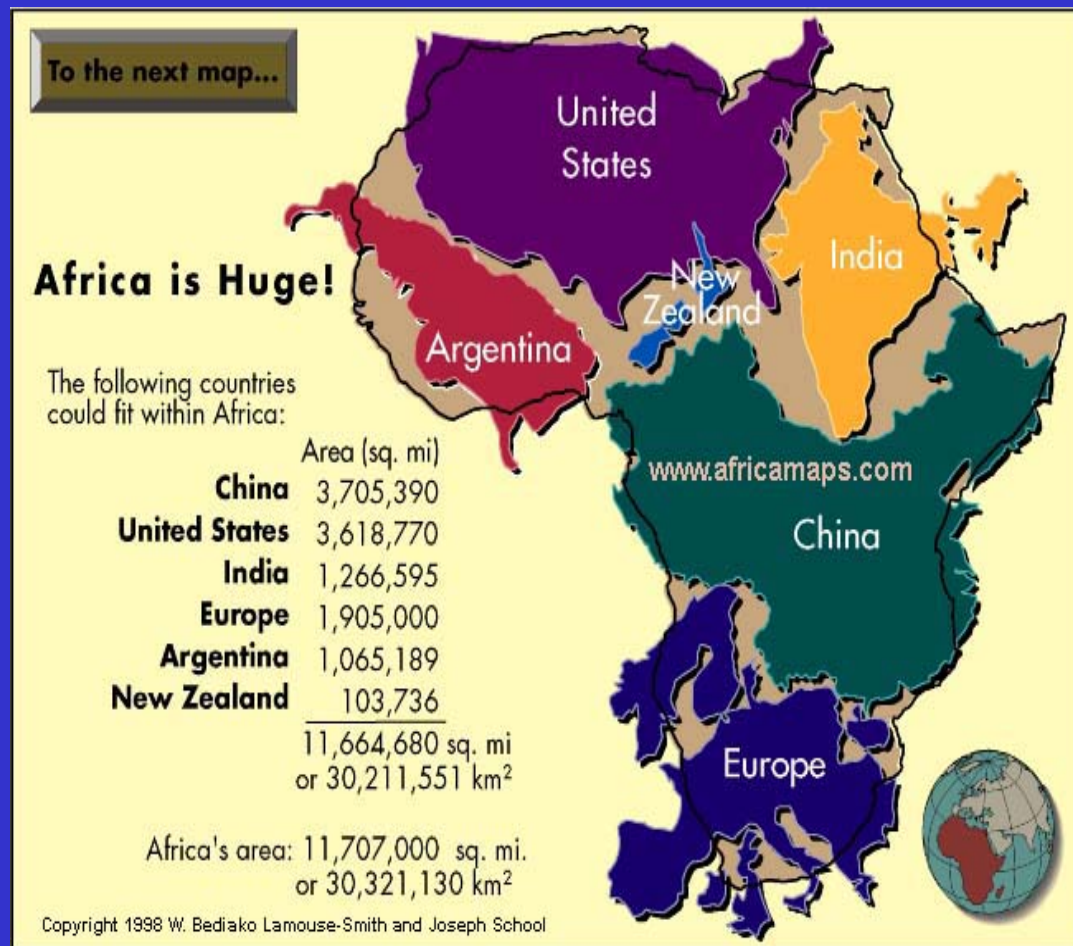 To the next map...
Africa is Huge!
The following countries
could fit within Africa:
Area (sq. mi)
China 3,705,390
United States 3,618,770
India 1,266,595
Europe 1,905,000
Argentina 1,065,189
New Zealand 103,736
11,664,680 sq. mi
or 30,211,551 km²
Africa's area: 11,707,000 sq. mi.
or 30,321,130 km²
Copyright 1998 W. Bediako Lamouse-Smith and Joseph School
United
States
India
New
Zealand
Argentina
www.africamaps.com
China
Europe